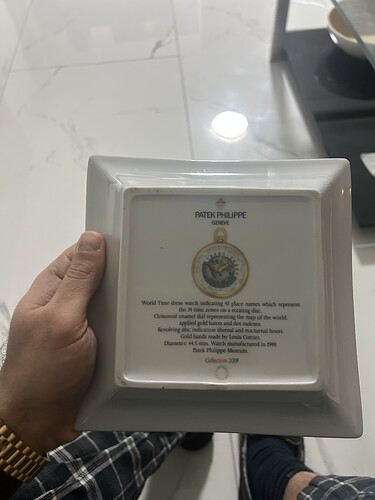 PATEK PHILIPPE
GENEVE
World Time dress watch indicating 43 place names which represent
the 24 time zones on a rotating disc.
Cloisonné enamel dial representing the map of the world,
applied gold batons and dot indexes.
Revolving disc indication diurnal and nocturnal hours.
Gold hands made by Louis Cottier.
Diameter: 44.5 mm. Watch manufactured in 1949.
Patek Philippe Museum.
Collection 2019